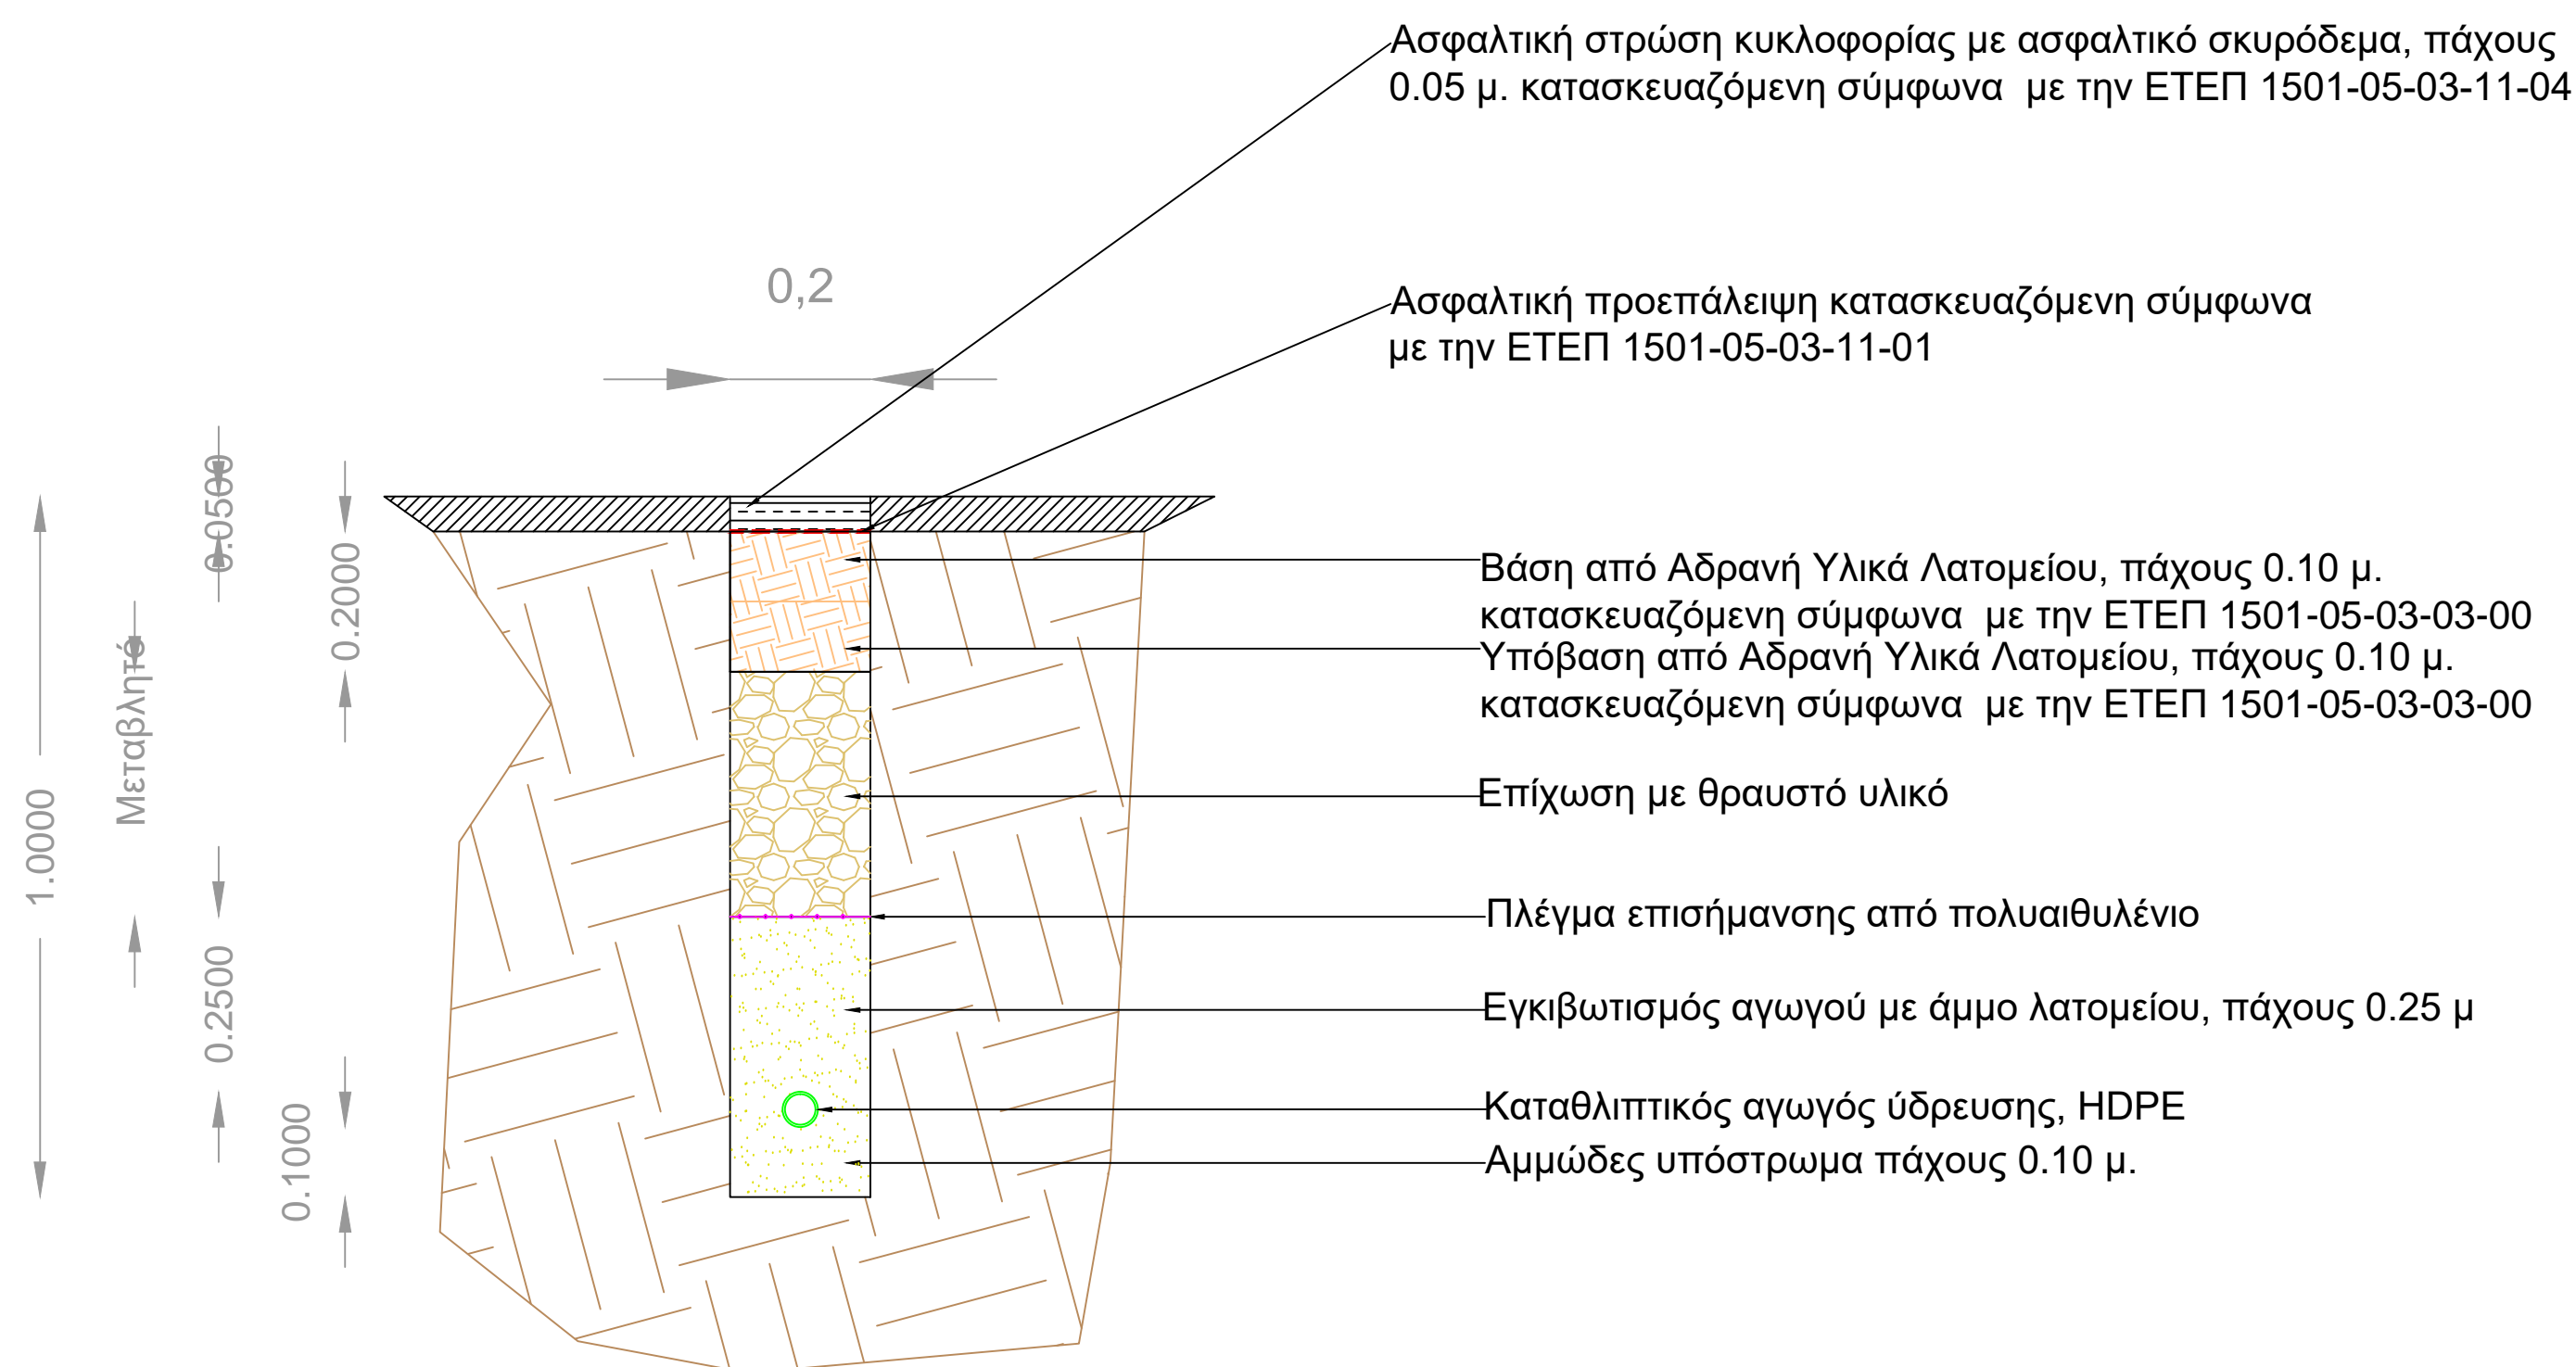 Ασφαλτική στρώση κυκλοφορίας με ασφαλτικό σκυρόδεμα, πάχους
0.05 μ. κατασκευαζόμενη σύμφωνα  με την ΕΤΕΠ 1501-05-03-11-04
0,2
Ασφαλτική προεπάλειψη κατασκευαζόμενη σύμφωνα
με την ΕΤΕΠ 1501-05-03-11-01
0.0500
0.2000
Μεταβλητό
1.0000
0.2500
0.1000
Βάση από Αδρανή Υλικά Λατομείου, πάχους 0.10 μ.
κατασκευαζόμενη σύμφωνα  με την ΕΤΕΠ 1501-05-03-03-00
Υπόβαση από Αδρανή Υλικά Λατομείου, πάχους 0.10 μ.
κατασκευαζόμενη σύμφωνα  με την ΕΤΕΠ 1501-05-03-03-00
Επίχωση με θραυστό υλικό
Πλέγμα επισήμανσης από πολυαιθυλένιο
Εγκιβωτισμός αγωγού με άμμο λατομείου, πάχους 0.25 μ
Καταθλιπτικός αγωγός ύδρευσης, HDPE
Αμμώδες υπόστρωμα πάχους 0.10 μ.